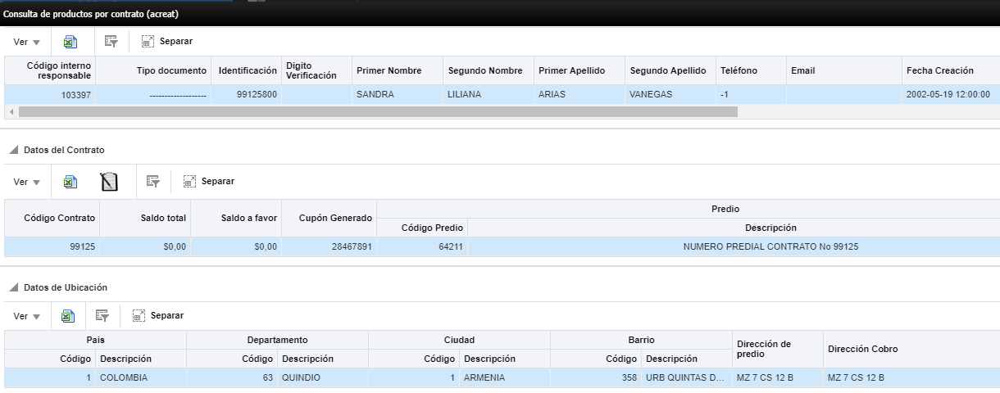 Consulta de productos por contrato (acreat)
Ver Separar
Código interno responsable Tipo documento Identificación Digito Verificación Primer Nombre Segundo Nombre Primer Apellido Segundo Apellido Teléfono Email Fecha Creación
103397 ------------------- 99125800 SANDRA LILIANA ARIAS VANEGAS -1 2002-05-19 12:00:00
Datos del Contrato
Ver Separar
Predio
Código Contrato Saldo total Saldo a favor Cupón Generado
Código Predio Descripción
99125 $0,00 $0,00 28467891 64211 NUMERO PREDIAL CONTRATO No 99125
Datos de Ubicación
Ver Separar
Pais Departamento Ciudad Barrio Dirección de predio Dirección Cobro
Código Descripción Código Descripción Código Descripción Código Descripción
1 COLOMBIA 63 QUINDIO 1 ARMENIA 358 URB QUINTAS D... MZ 7 CS 12 B MZ 7 CS 12 B